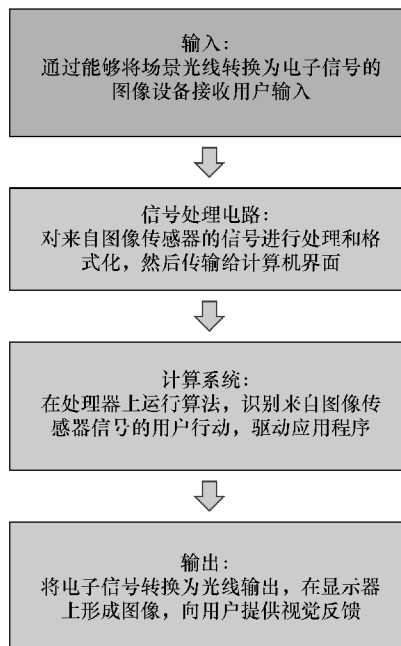 输入：
通过能够将场景光线转换为电子信号的
图像设备接收用户输入
信号处理电路：
对来自图像传感器的信号进行处理和格
式化，然后传输给计算机界面
计算系统：
在处理器上运行算法，识别来自图像传
感器信号的用户行动，驱动应用程序
输出：
将电子信号转换为光线输出，在显示器
上形成图像，向用户提供视觉反馈